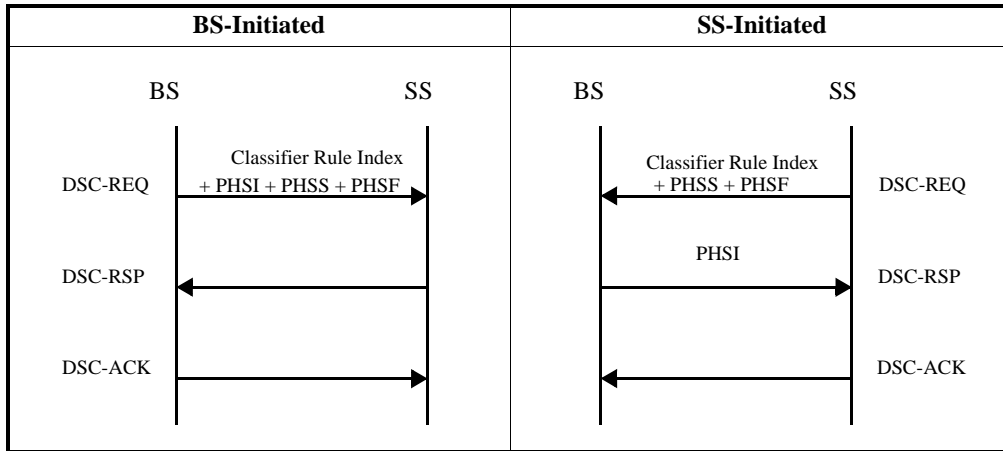 BS-Initiated
SS-Initiated
BS
SS
BS
SS
DSC-REQ
Classifier Rule Index
+ PHSI + PHSS + PHSF
Classifier Rule Index
+ PHSS + PHSF
DSC-REQ
DSC-RSP
PHSI
DSC-RSP
DSC-ACK
DSC-ACK